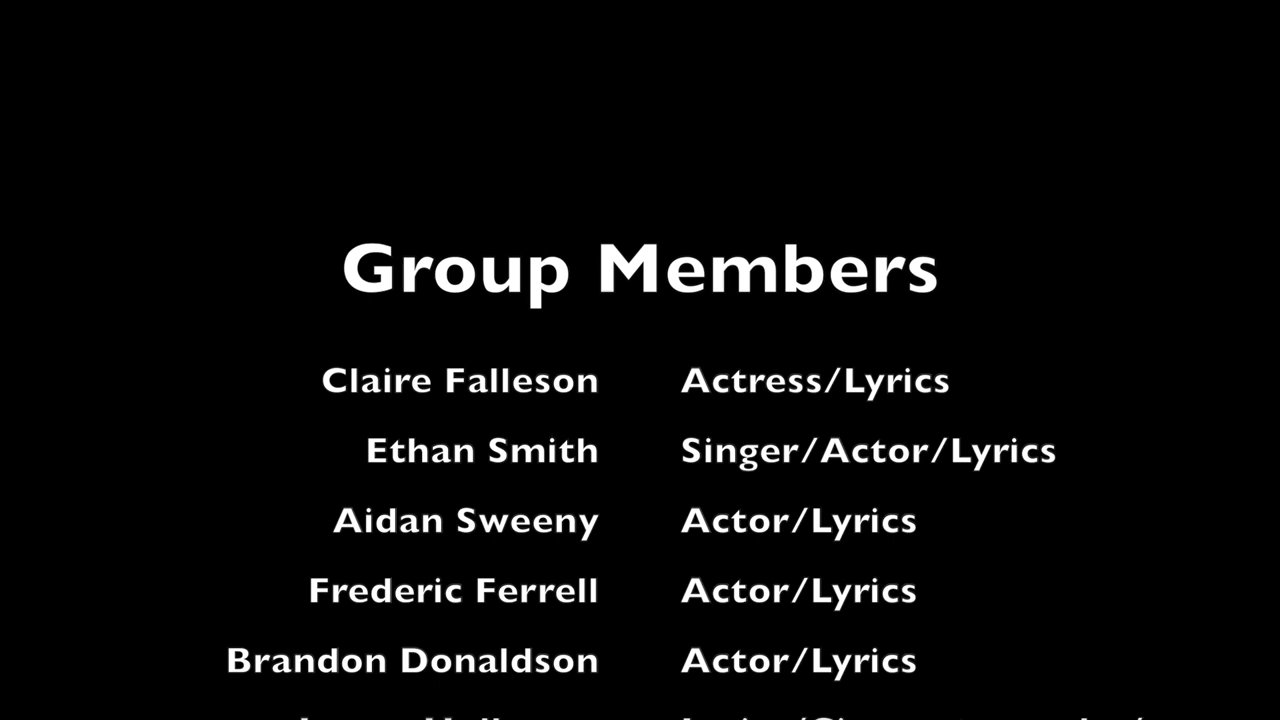 Group Members
Claire Falleson Actress/Lyrics
Ethan Smith Singer/Actor/Lyrics
Aidan Sweeny Actor/Lyrics
Frederic Ferrell Actor/Lyrics
Brandon Donaldson Actor/Lyrics